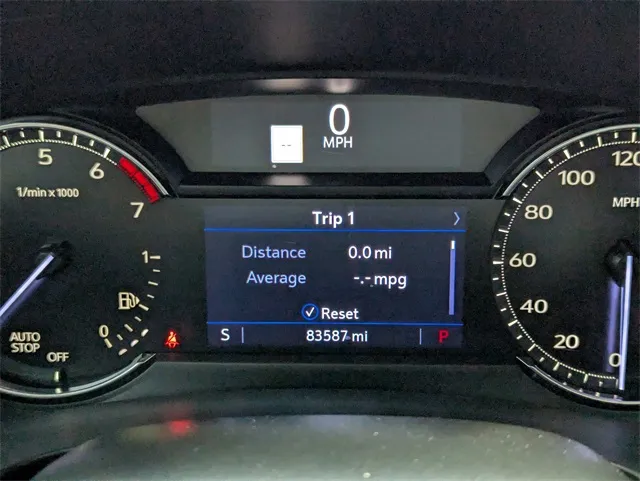 0
--
MPH
5
6
7
1/min x 1000
1
0
AUTO
STOP
OFF
Trip 1
Distance 0.0 mi
Average -.- mpg
Reset
S 83587 mi P
120
100
MPH
80
60
40
20
0